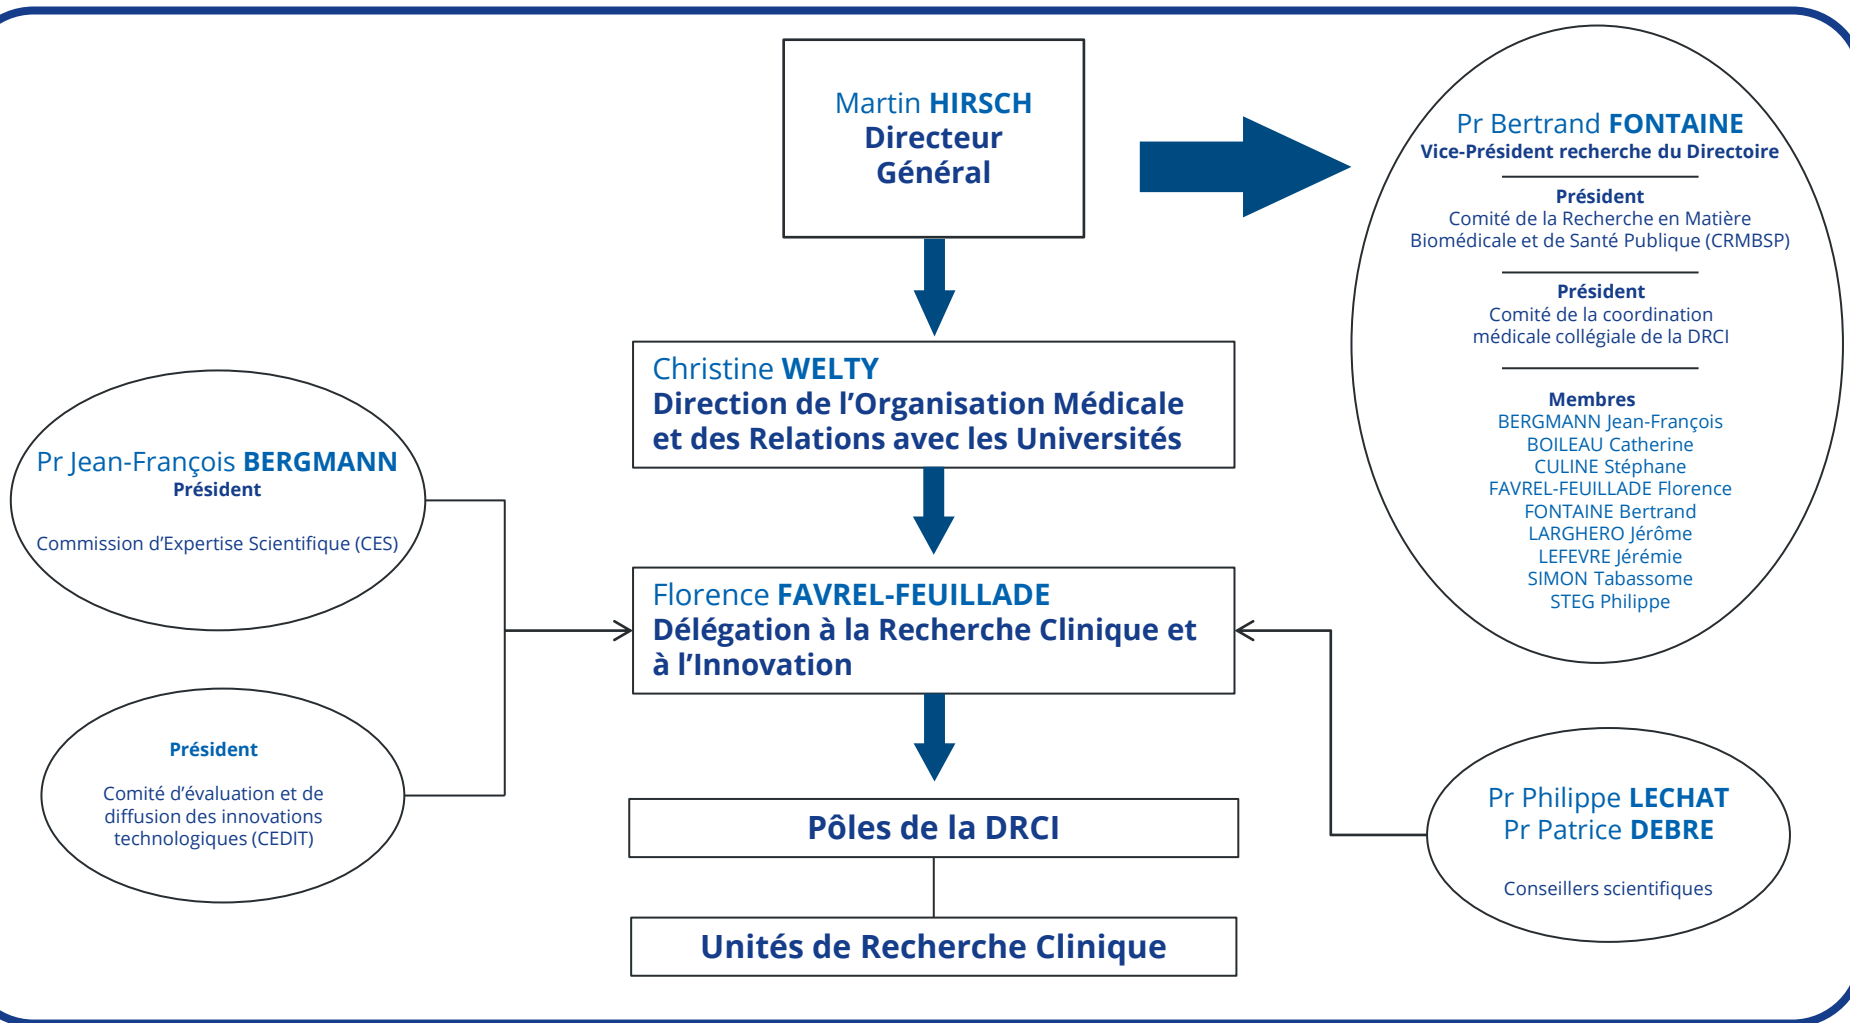 Martin HIRSCH
Directeur
Général
Pr Bertrand FONTAINE
Vice-Président recherche du Directoire
Président
Comité de la Recherche en Matière
Biomédicale et de Santé Publique (CRMBSP)
Président
Comité de la coordination
médicale collégiale de la DRCI
Membres
BERGMANN Jean-François
BOILEAU Catherine
CULINE Stéphane
FAVREL-FEUILLADE Florence
FONTAINE Bertrand
LARGHERO Jérôme
LEFEVRE Jérémie
SIMON Tabassome
STEG Philippe
Christine WELTY
Direction de l’Organisation Médicale
et des Relations avec les Universités
Pr Jean-François BERGMANN
Président
Commission d’Expertise Scientifique (CES)
Florence FAVREL-FEUILLADE
Délégation à la Recherche Clinique et
à l’Innovation
Président
Comité d’évaluation et de
diffusion des innovations
technologiques (CEDIT)
Pr Philippe LECHAT
Pr Patrice DEBRE
Conseillers scientifiques
Pôles de la DRCI
Unités de Recherche Clinique